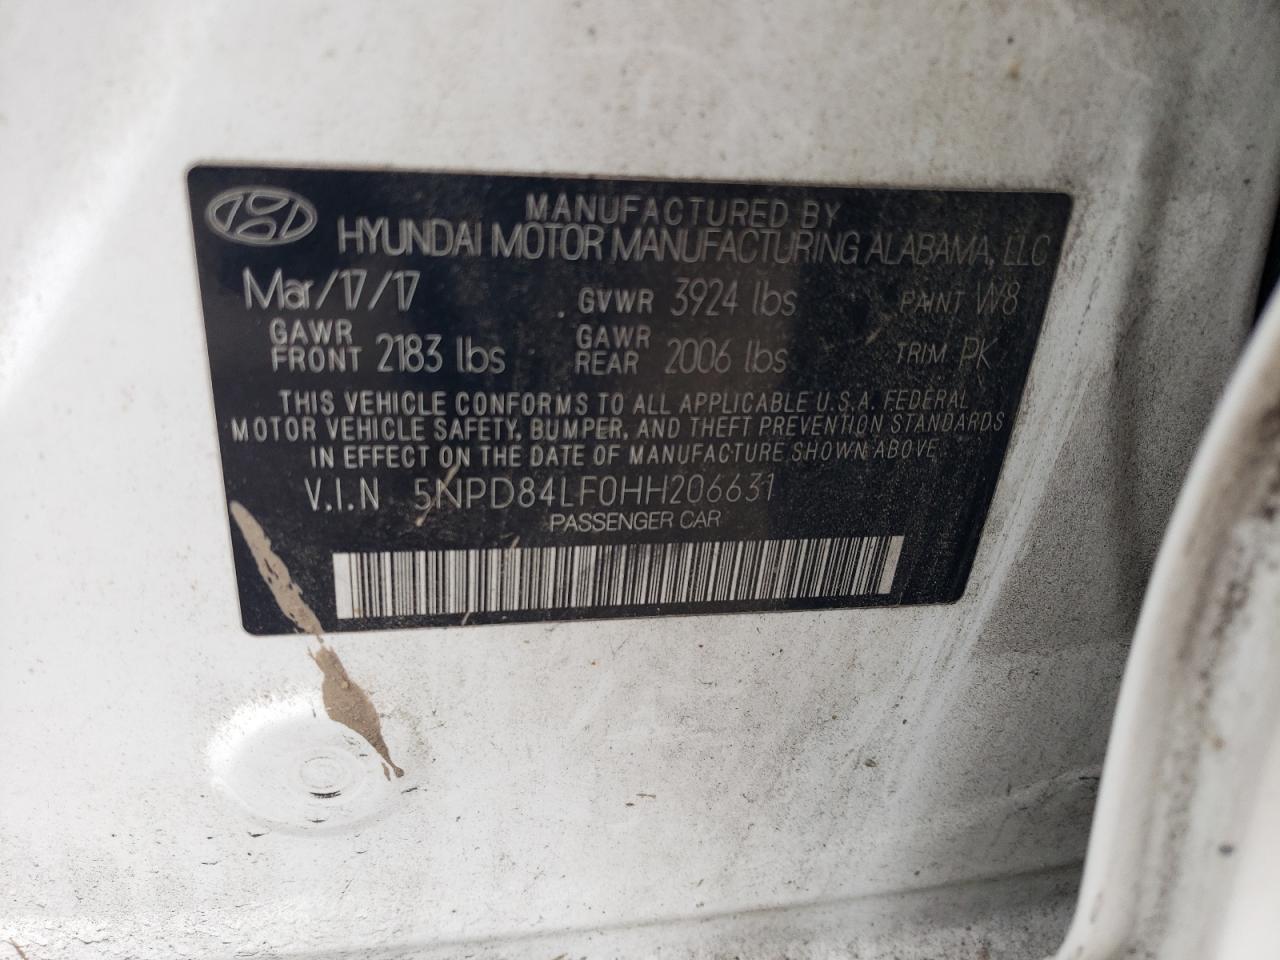 MANUFACTURED BY
HYUNDAI MOTOR MANUFACTURING ALABAMA, LLC
Mar/17/17 GVWR 3924 lbs PAINT W8
GAWR FRONT 2183 lbs GAWR REAR 2006 lbs TRIM PK
THIS VEHICLE CONFORMS TO ALL APPLICABLE U.S.A. FEDERAL
MOTOR VEHICLE SAFETY, BUMPER, AND THEFT PREVENTION STANDARDS
IN EFFECT ON THE DATE OF MANUFACTURE SHOWN ABOVE
V.I.N 5NPD84LF0HH206631
PASSENGER CAR